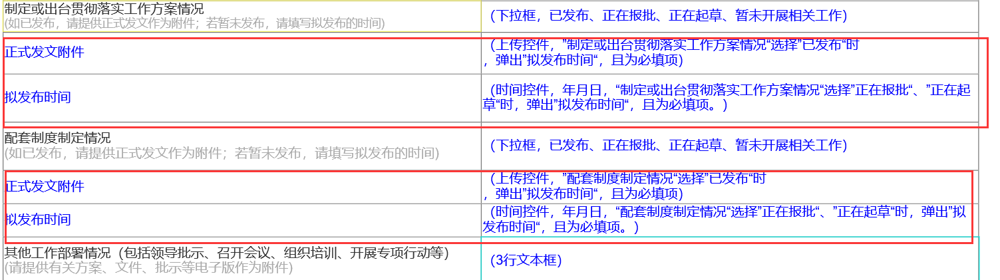 制定或出台贯彻落实工作方案情况
(如已发布，请提供正式发文作为附件；若暂未发布，请填写拟发布的时间)
（下拉框，已发布、正在报批、正在起草、暂未开展相关工作）
正式发文附件
（上传控件，”制定或出台贯彻落实工作方案情况“选择”已发布“时
，弹出”拟发布时间“，且为必填项）
拟发布时间
（时间控件，年月日，“制定或出台贯彻落实工作方案情况“选择”正在报批“、”正在起
草“时，弹出”拟发布时间“，且为必填项。）
配套制度制定情况
(如已发布，请提供正式发文作为附件；若暂未发布，请填写拟发布的时间)
（下拉框，已发布、正在报批、正在起草、暂未开展相关工作）
正式发文附件
（上传控件，”配套制度制定情况“选择”已发布“时
，弹出”拟发布时间“，且为必填项）
拟发布时间
（时间控件，年月日，“配套制度制定情况“选择”正在报批“、”正在起草“时，弹出”拟
发布时间“，且为必填项。）
其他工作部署情况（包括领导批示、召开会议、组织培训、开展专项行动等）
(请提供有关方案、文件、批示等电子版作为附件)
（3行文本框）